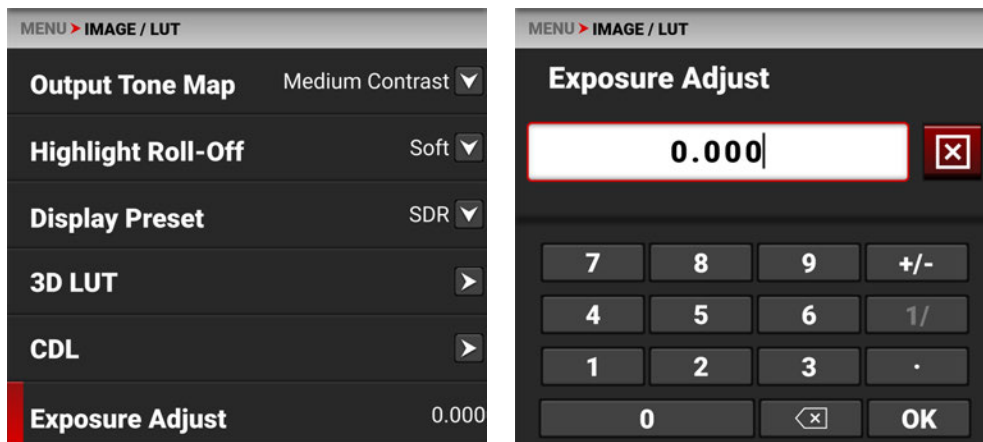 MENU > IMAGE / LUT
Output Tone Map Medium Contrast
Highlight Roll-Off Soft
Display Preset SDR
3D LUT
CDL
Exposure Adjust 0.000
MENU > IMAGE / LUT
Exposure Adjust
0.000
7 8 9 +/-
4 5 6 1/
1 2 3 .
0 OK